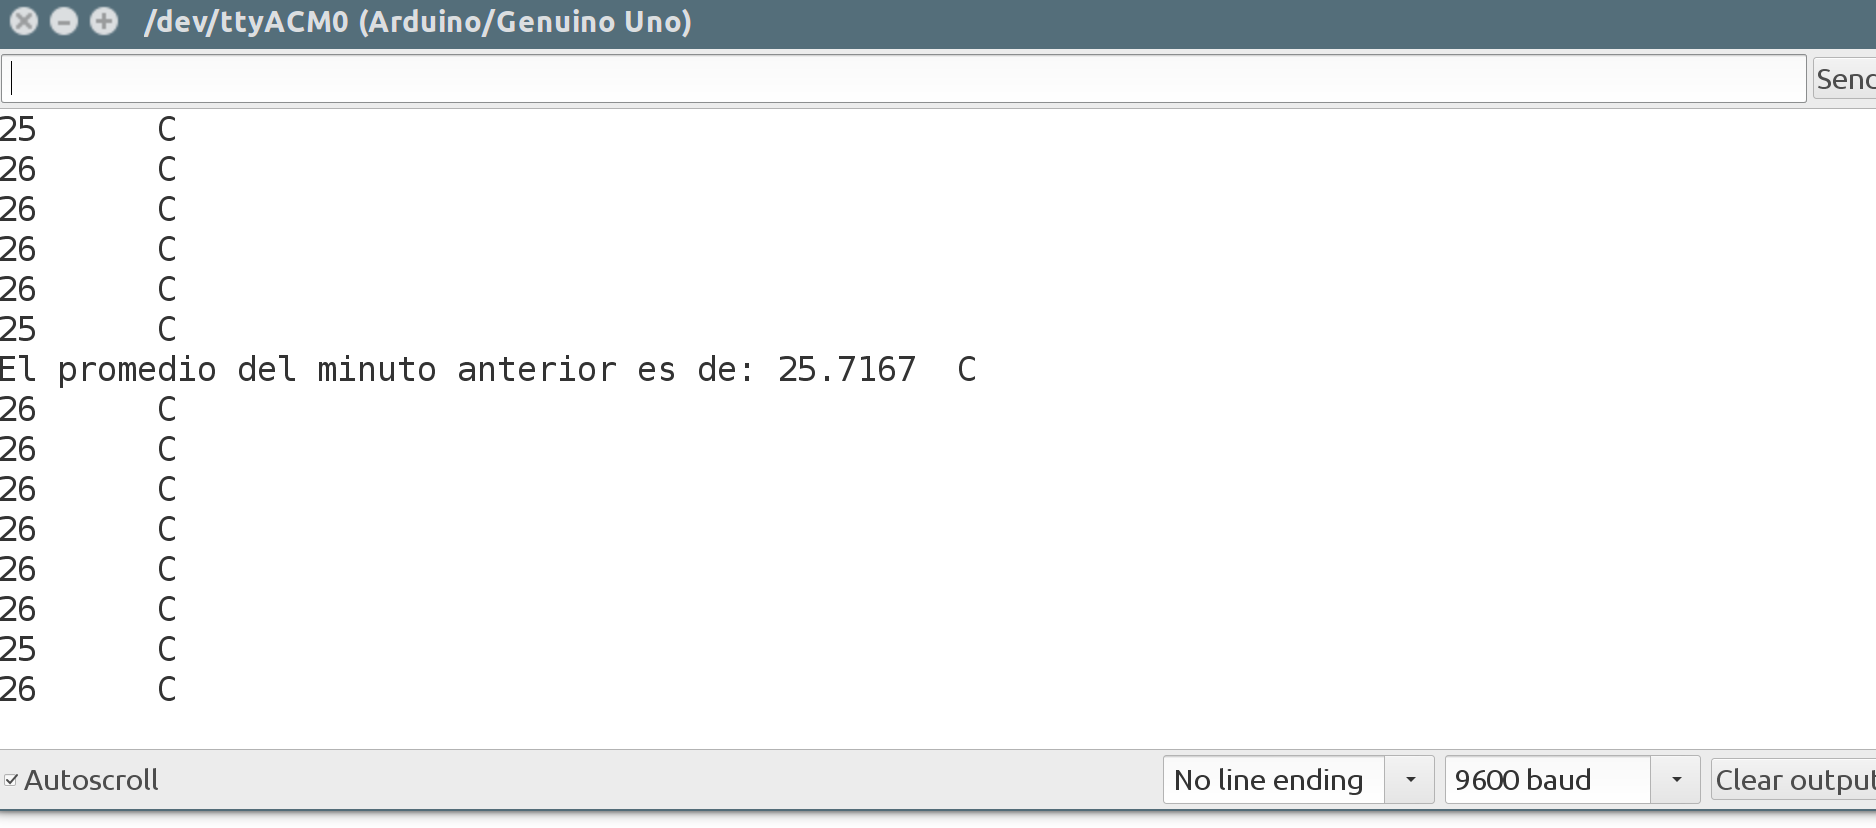 /dev/ttyACM0 (Arduino/Genuino Uno)
Send
25 C
26 C
26 C
26 C
26 C
25 C
El promedio del minuto anterior es de: 25.7167 C
26 C
26 C
26 C
26 C
26 C
26 C
25 C
26 C
Autoscroll
No line ending
9600 baud
Clear output